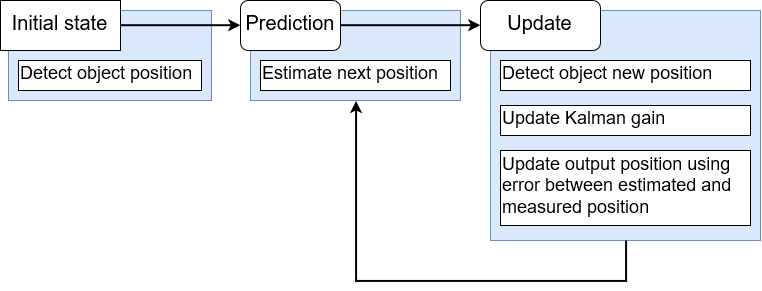 Initial state
Detect object position
Prediction
Estimate next position
Update
Detect object new position
Update Kalman gain
Update output position using
error between estimated and
measured position